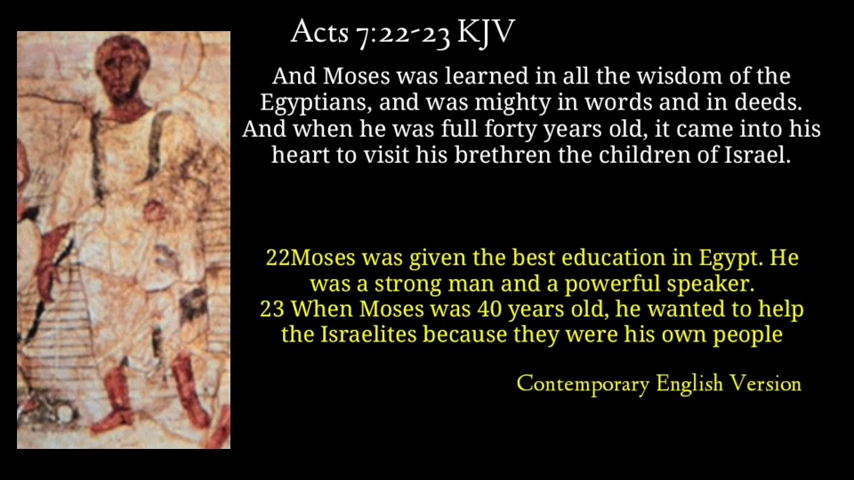 Acts 7:22-23 KJV
And Moses was learned in all the wisdom of the
Egyptians, and was mighty in words and in deeds.
And when he was full forty years old, it came into his
heart to visit his brethren the children of Israel.
22Moses was given the best education in Egypt. He
was a strong man and a powerful speaker.
23 When Moses was 40 years old, he wanted to help
the Israelites because they were his own people
Contemporary English Version